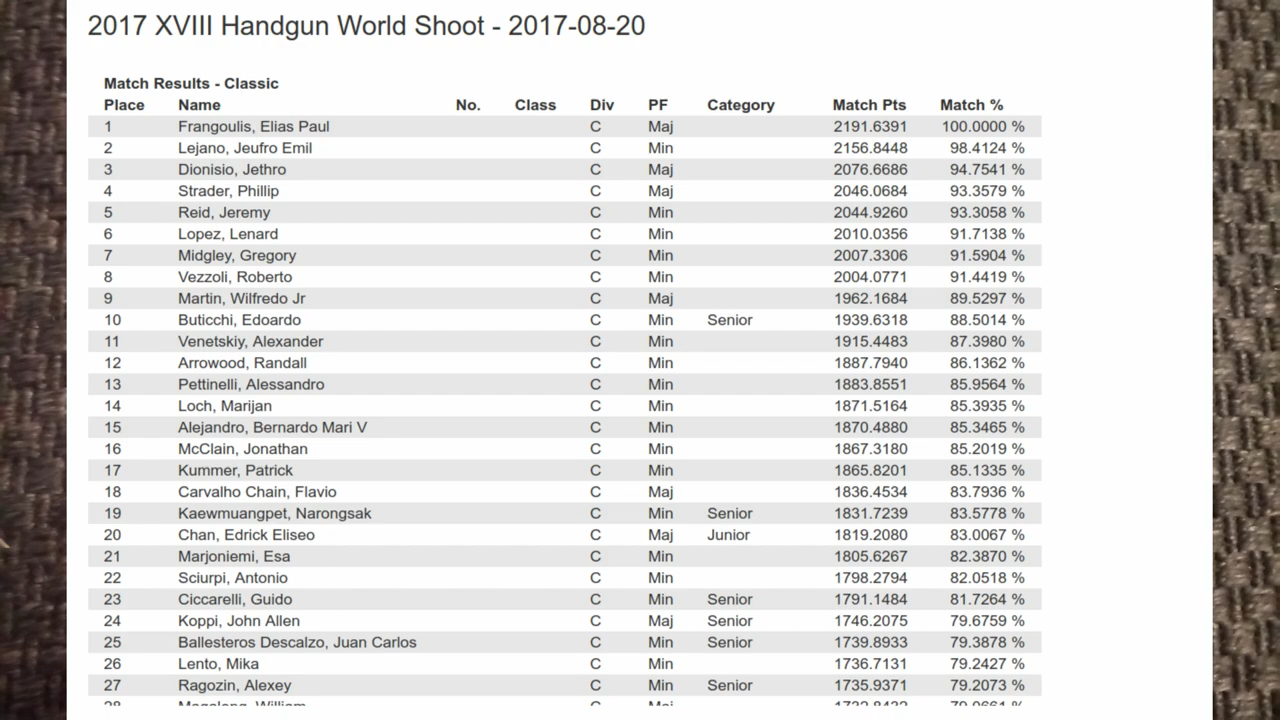 2017 XVIII Handgun World Shoot - 2017-08-20
Match Results - Classic
Place Name No. Class Div PF Category Match Pts Match %
1 Frangoulis, Elias Paul C Maj 2191.6391 100.0000 %
2 Lejano, Jeufro Emil C Min 2156.8448 98.4124 %
3 Dionisio, Jethro C Maj 2076.6686 94.7541 %
4 Strader, Phillip C Maj 2046.0684 93.3579 %
5 Reid, Jeremy C Min 2044.9260 93.3058 %
6 Lopez, Lenard C Min 2010.0356 91.7138 %
7 Midgley, Gregory C Min 2007.3306 91.5904 %
8 Vezzoli, Roberto C Min 2004.0771 91.4419 %
9 Martin, Wilfredo Jr C Maj 1962.1684 89.5297 %
10 Buticchi, Edoardo C Min Senior 1939.6318 88.5014 %
11 Venetskiy, Alexander C Min 1915.4483 87.3980 %
12 Arrowood, Randall C Min 1887.7940 86.1362 %
13 Pettinelli, Alessandro C Min 1883.8551 85.9564 %
14 Loch, Marijan C Min 1871.5164 85.3935 %
15 Alejandro, Bernardo Mari V C Min 1870.4880 85.3465 %
16 McClain, Jonathan C Min 1867.3180 85.2019 %
17 Kummer, Patrick C Min 1865.8201 85.1335 %
18 Carvalho Chain, Flavio C Maj 1836.4534 83.7936 %
19 Kaewmuangpet, Narongsak C Min Senior 1831.7239 83.5778 %
20 Chan, Edrick Eliseo C Maj Junior 1819.2080 83.0067 %
21 Marjoniemi, Esa C Min 1805.6267 82.3870 %
22 Sciurpi, Antonio C Min 1798.2794 82.0518 %
23 Ciccarelli, Guido C Min Senior 1791.1484 81.7264 %
24 Koppi, John Allen C Maj Senior 1746.2075 79.6759 %
25 Ballesteros Descalzo, Juan Carlos C Min Senior 1739.8933 79.3878 %
26 Lento, Mika C Min 1736.7131 79.2427 %
27 Ragozin, Alexey C Min Senior 1735.9371 79.2073 %